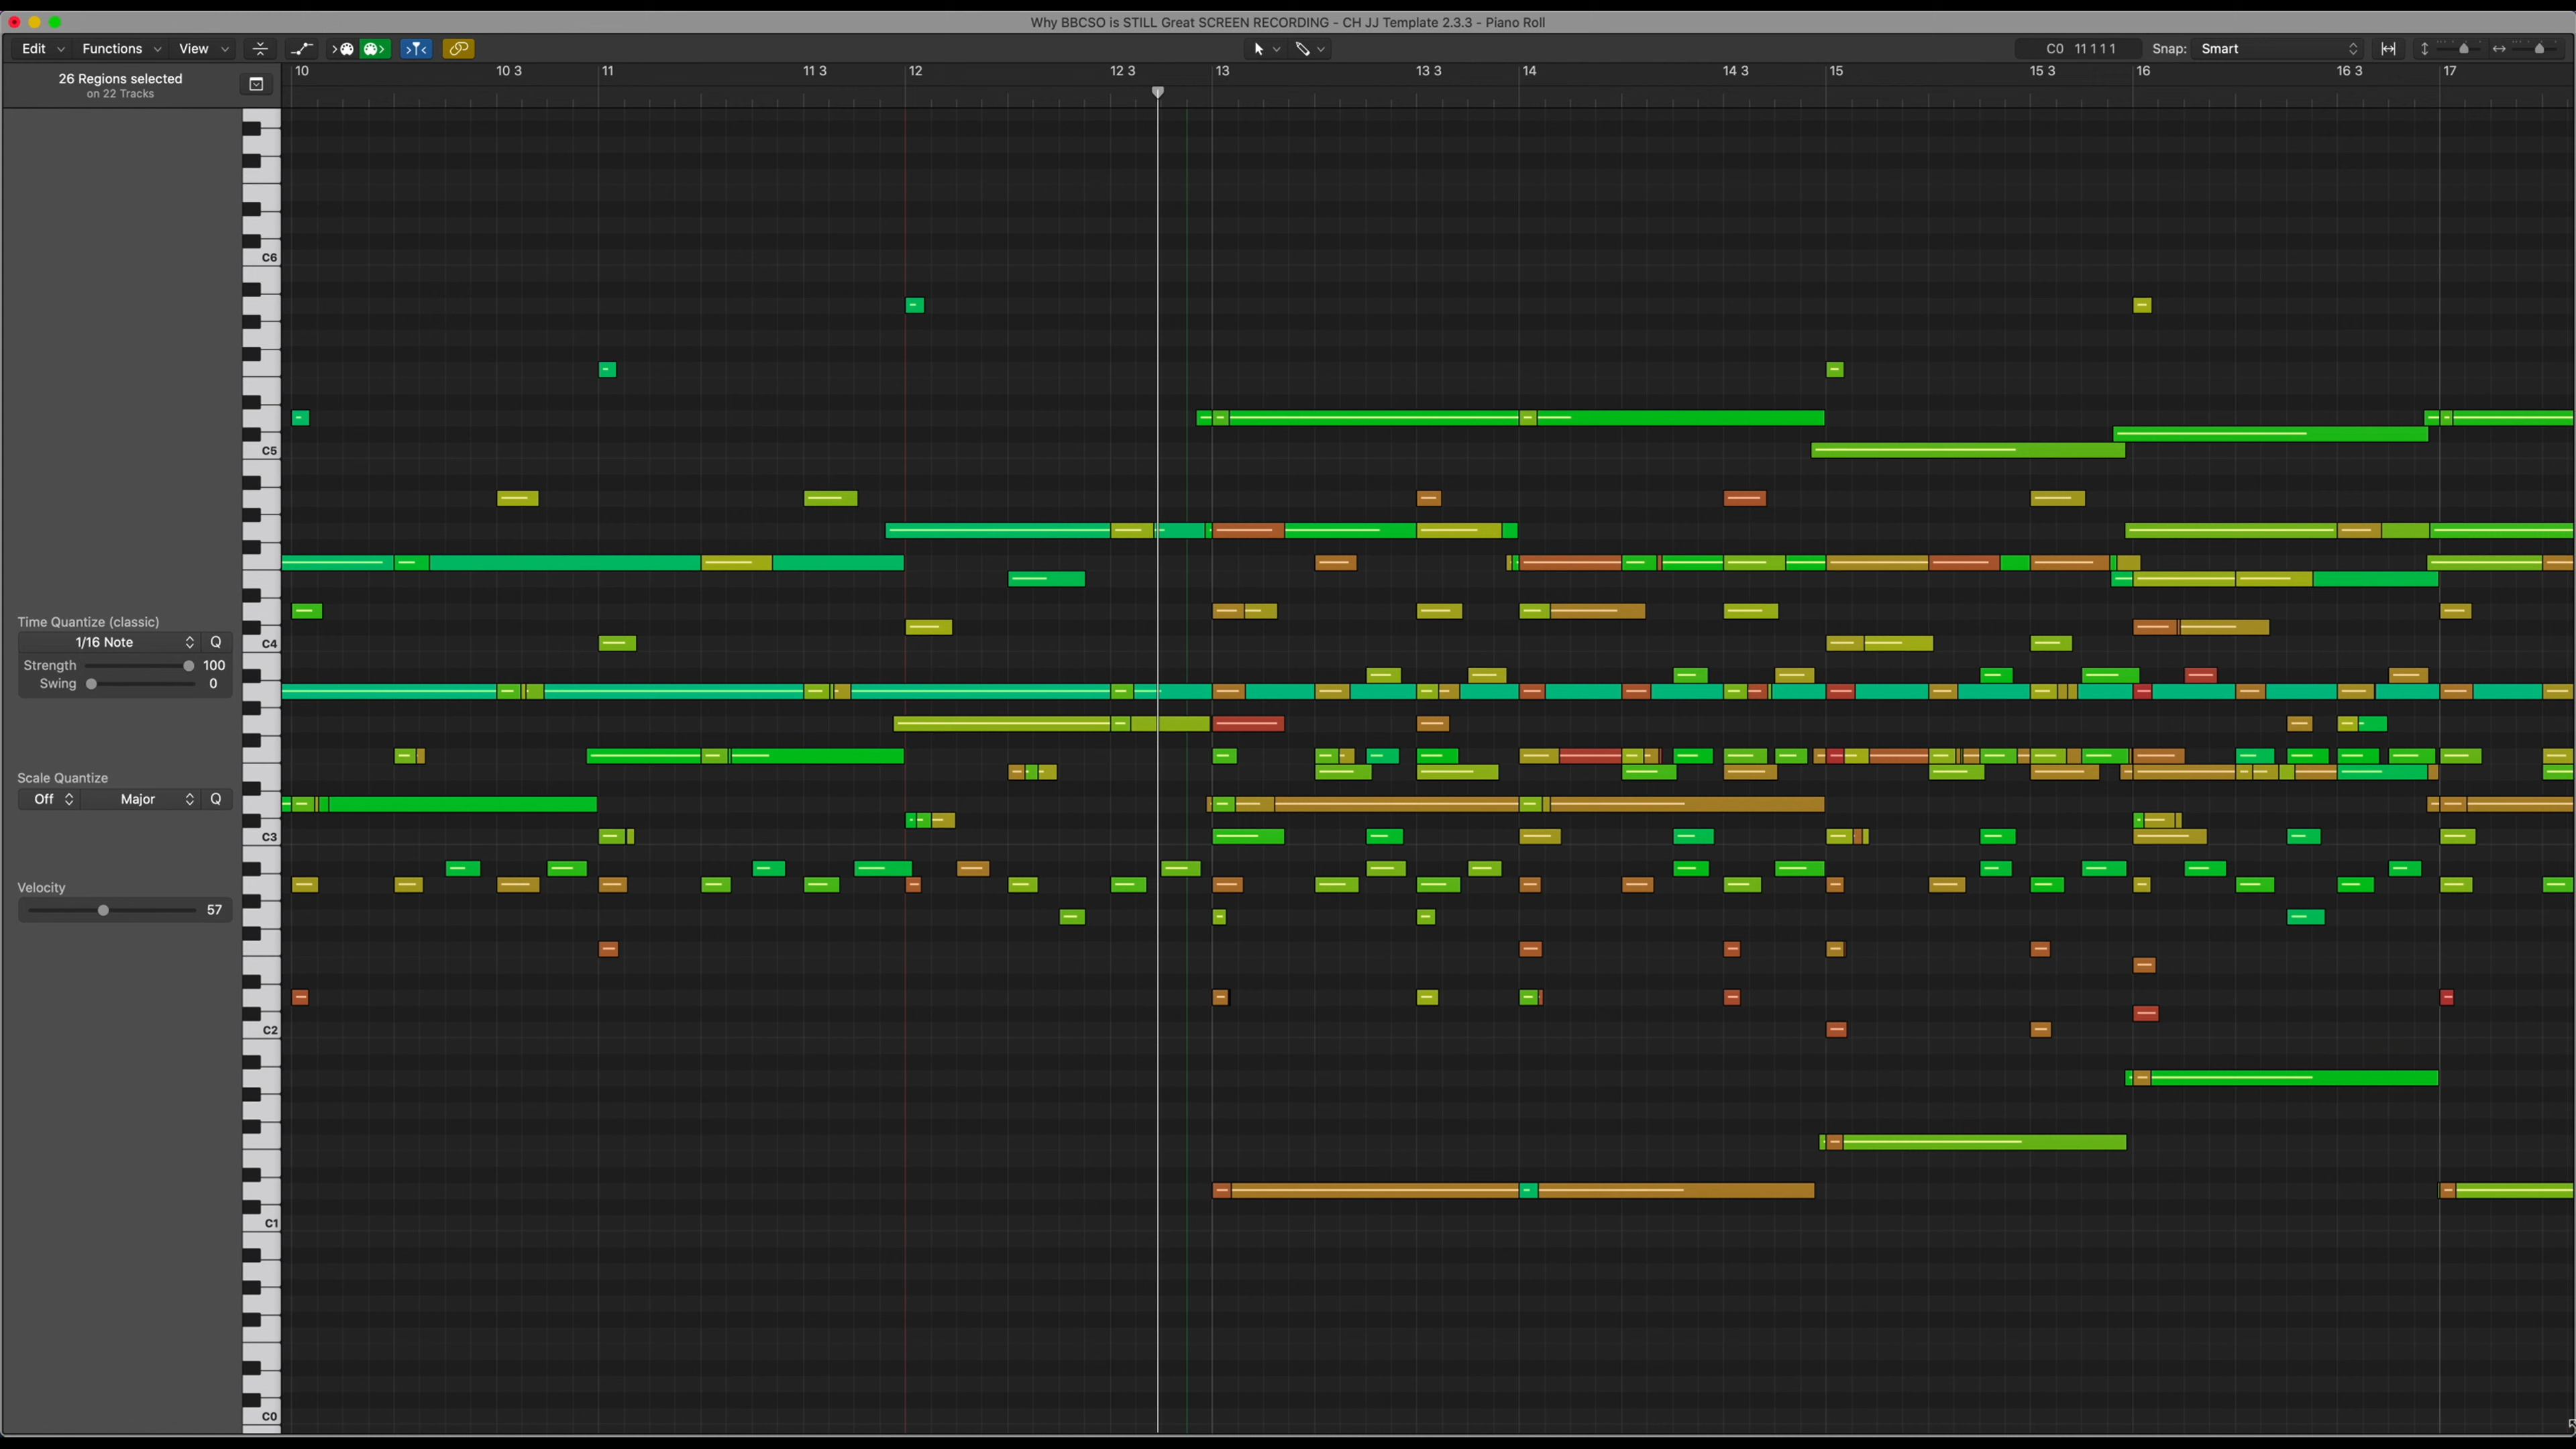 Why BBCSO is STILL Great SCREEN RECORDING - CH JJ Template 2.3.3 - Piano Roll
Edit Functions View C0 11 1 1 1 Snap: Smart
26 Regions selected
on 22 Tracks
10 10 3 11 11 3 12 12 3 13 13 3 14 14 3 15 15 3 16 16 3 17
C6
C5
C4
C3
C2
C1
C0
Time Quantize (classic)
1/16 Note Q
Strength 100
Swing 0
Scale Quantize
Off Major Q
Velocity
57